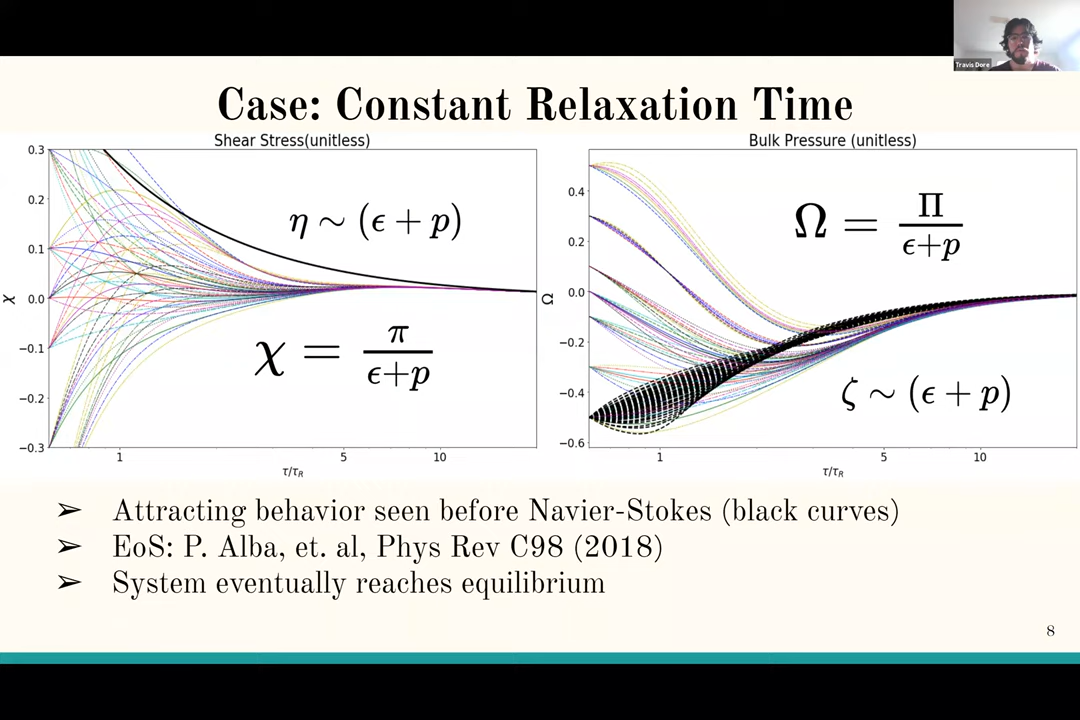 Travis Dore
Case: Constant Relaxation Time
Shear Stress(unitless)
0.3
0.2
0.1
0.0
−0.1
−0.2
−0.3
χ
η ∼ (ϵ + p)
χ = π / ϵ+p
1
5
10
τ/τ_R
Bulk Pressure (unitless)
0.4
0.2
0.0
−0.2
−0.4
−0.6
Ω
Ω = Π / ϵ+p
ζ ∼ (ϵ + p)
1
5
10
τ/τ_R
➢ Attracting behavior seen before Navier-Stokes (black curves)
➢ EoS: P. Alba, et. al, Phys Rev C98 (2018)
➢ System eventually reaches equilibrium
8